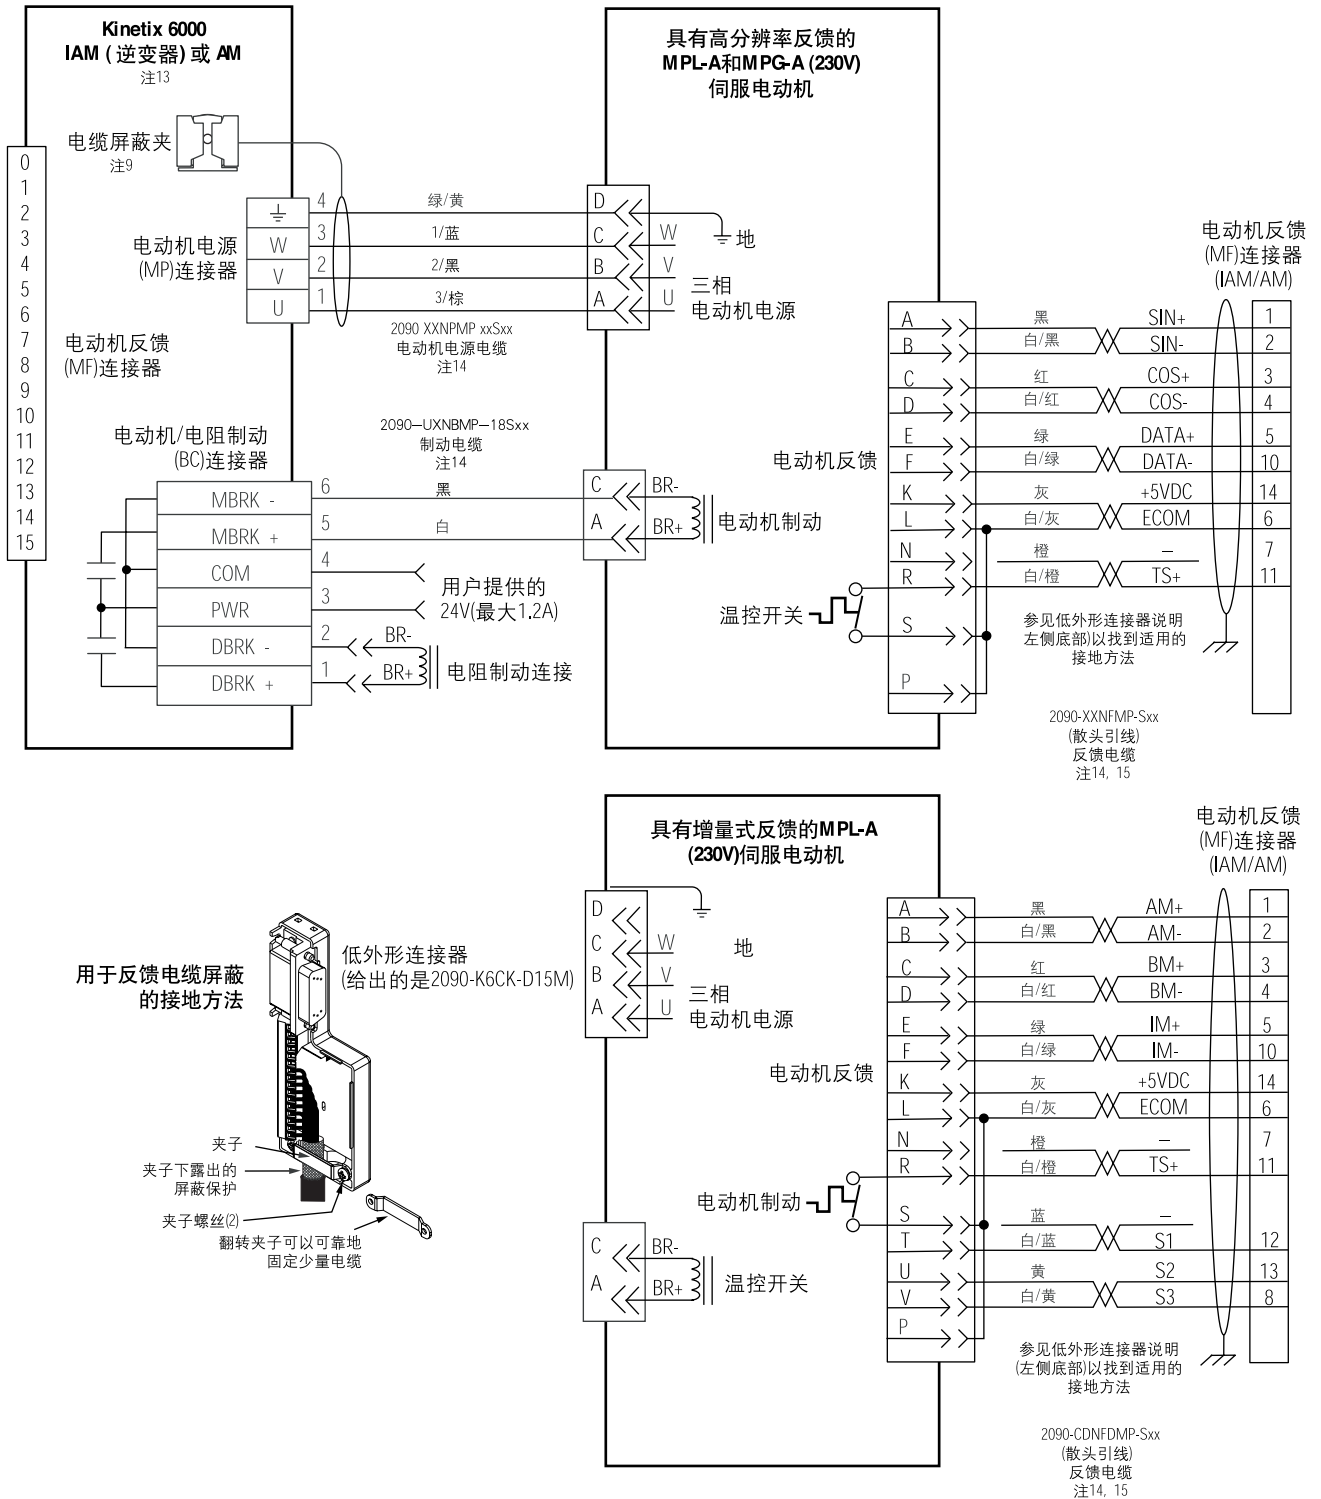 Kinetix 6000
IAM ( 逆变器) 或 AM
注13
电缆屏蔽夹
注9
0
1
2
3
4
5
6
7
8
9
10
11
12
13
14
15
电动机电源
(MP)连接器
W
V
U
4
3
2
1
绿/黄
1/蓝
2/黑
3/棕
2090 XXNPMP xxSxx
电动机电源电缆
注14
电动机反馈
(MF)连接器
电动机/电阻制动
(BC)连接器
2090–UXNBMP–18Sxx
制动电缆
注14
MBRK -
MBRK +
COM
PWR
DBRK -
DBRK +
6
5
4
3
2
1
黑
白
用户提供的
24V(最大1.2A)
BR-
BR+
电阻制动连接
具有高分辨率反馈的
MPL-A和MPG-A (230V)
伺服电动机
D
C
B
A
W
V
U
地
三相
电动机电源
C
A
BR-
BR+
电动机制动
电动机反馈
温控开关
A
B
C
D
E
F
K
L
N
R
S
P
黑
白/黑
红
白/红
绿
白/绿
灰
白/灰
橙
白/橙
SIN+
SIN-
COS+
COS-
DATA+
DATA-
+5VDC
ECOM
–
TS+
电动机反馈
(MF)连接器
(IAM/AM)
1
2
3
4
5
10
14
6
7
11
参见低外形连接器说明
左侧底部)以找到适用的
接地方法
2090-XXNFMP-Sxx
(散头引线)
反馈电缆
注14, 15
具有增量式反馈的MPL-A
(230V)伺服电动机
D
C
B
A
W
V
U
地
三相
电动机电源
电动机反馈
电动机制动
C
A
BR-
BR+
温控开关
A
B
C
D
E
F
K
L
N
R
S
T
U
V
P
黑
白/黑
红
白/红
绿
白/绿
灰
白/灰
橙
白/橙
蓝
白/蓝
黄
白/黄
AM+
AM-
BM+
BM-
IM+
IM-
+5VDC
ECOM
–
TS+
–
S1
S2
S3
电动机反馈
(MF)连接器
(IAM/AM)
1
2
3
4
5
10
14
6
7
11
12
13
8
参见低外形连接器说明
(左侧底部)以找到适用的
接地方法
2090-CDNFDMP-Sxx
(散头引线)
反馈电缆
注14, 15
用于反馈电缆屏蔽
的接地方法
低外形连接器
(给出的是2090-K6CK-D15M)
夹子
夹子下露出的
屏蔽保护
夹子螺丝(2)
翻转夹子可以可靠地
固定少量电缆